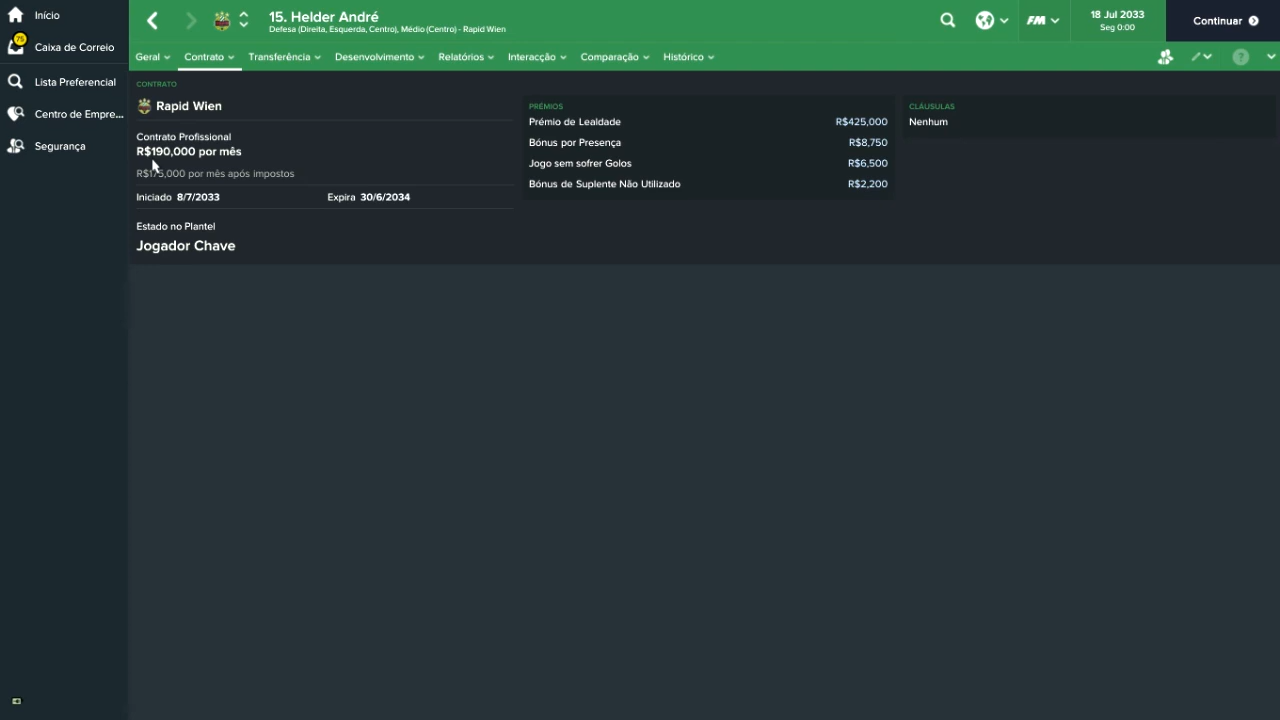 Início
75
Caixa de Correio
Lista Preferencial
Centro de Empre...
Segurança
15. Helder André
Defesa (Direita, Esquerda, Centro), Médio (Centro) - Rapid Wien
FM
18 Jul 2033
Seg 0:00
Continuar
Geral
Contrato
Transferência
Desenvolvimento
Relatórios
Interacção
Comparação
Histórico
?
CONTRATO
Rapid Wien
Contrato Profissional
R$190,000 por mês
R$175,000 por mês após impostos
Iniciado 8/7/2033
Expira 30/6/2034
Estado no Plantel
Jogador Chave
PRÉMIOS
Prémio de Lealdade R$425,000
Bónus por Presença R$8,750
Jogo sem sofrer Golos R$6,500
Bónus de Suplente Não Utilizado R$2,200
CLÁUSULAS
Nenhum